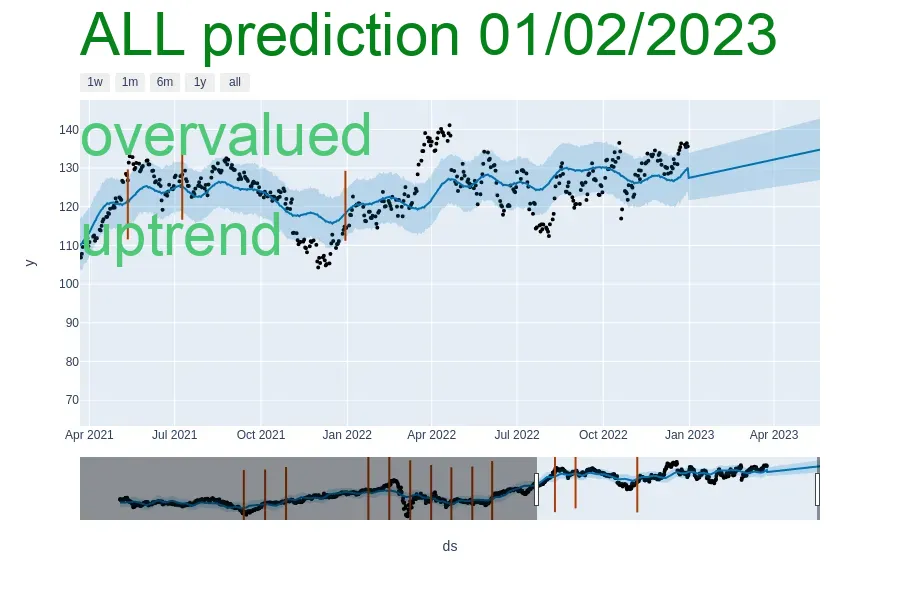 ALL prediction 01/02/2023
1w 1m 6m 1y all
overvalued
uptrend
140
130
120
110
100
90
80
70
y
Apr 2021 Jul 2021 Oct 2021 Jan 2022 Apr 2022 Jul 2022 Oct 2022 Jan 2023 Apr 2023
ds